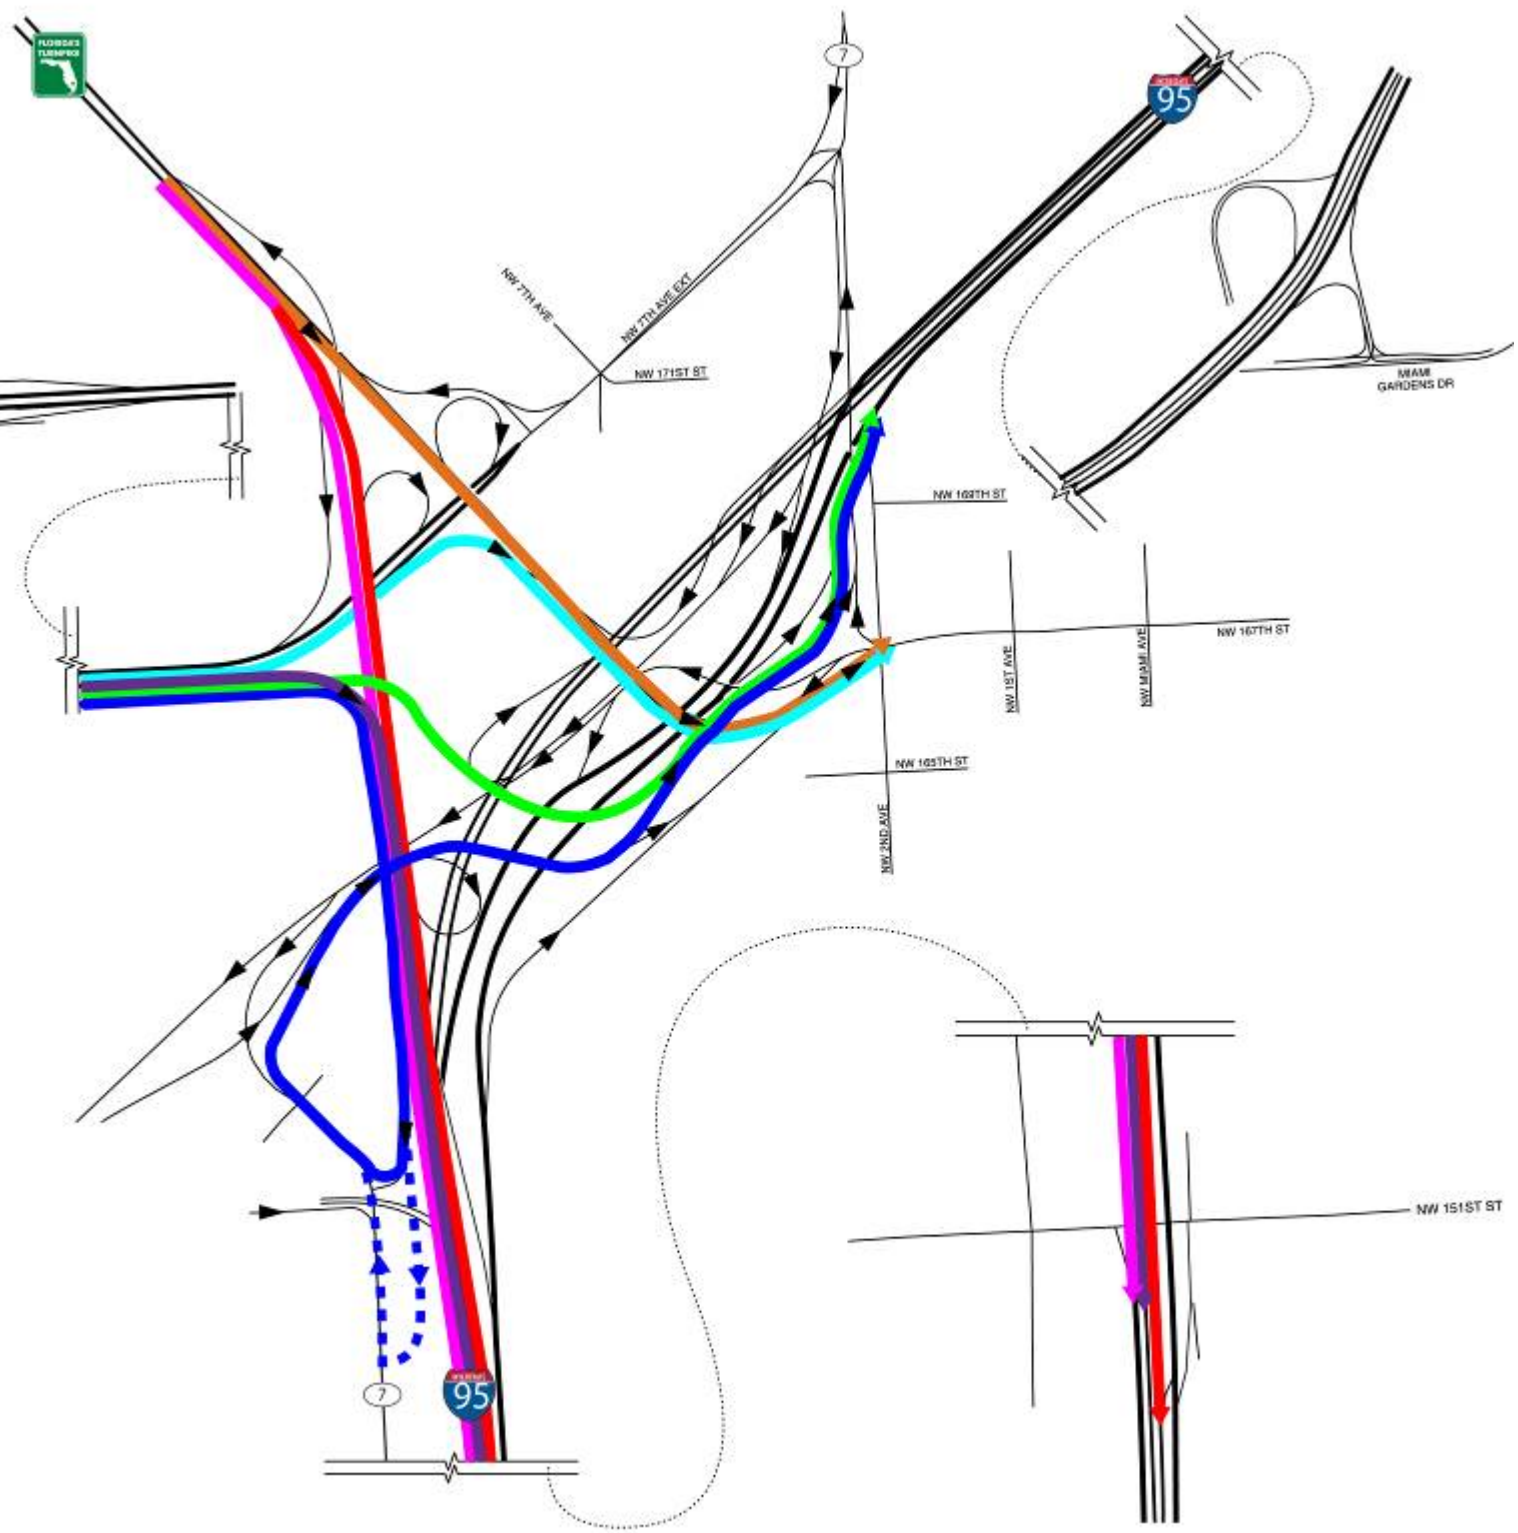 FLORIDA'S
TURNPIKE
7
INTERSTATE
95
NW 7TH AVE
NW 7TH AVE EXT
NW 171ST ST
MIAMI
GARDENS DR
NW 169TH ST
NW 167TH ST
NW 1ST AVE
NW MIAMI AVE
NW 165TH ST
NW 2ND AVE
NW 151ST ST
7
INTERSTATE
95